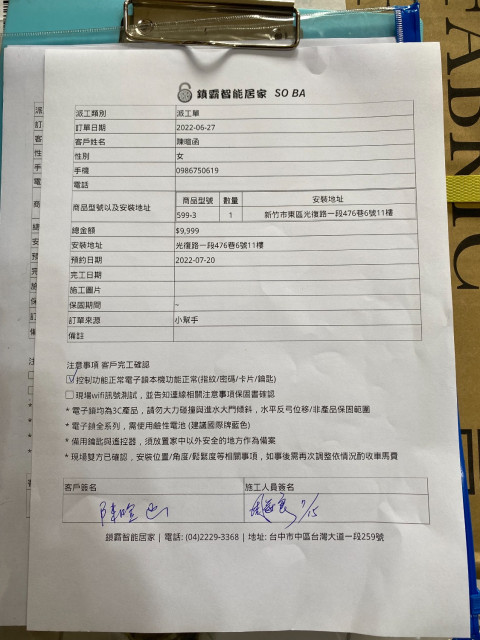 鎖霸智能居家 SO BA
派工類別 派工單
訂單日期 2022-06-27
客戶姓名 陳暄函
性別 女
手機 0986750619
電話
商品型號以及安裝地址 商品型號 數量 安裝地址
599-3 1 新竹市東區光復路一段476巷6號11樓
總金額 $9,999
安裝地址 光復路一段476巷6號11樓
預約日期 2022-07-20
完工日期
施工圖片
保固期間 –
訂單來源 小幫手
備註
注意事項 客戶完工確認
控制功能正常電子鎖本機功能正常(指紋/密碼/卡片/鑰匙)
現場wifi訊號測試，並告知連線相關注意事項保固書確認
* 電子鎖均為3C產品，請勿大力碰撞與進水大門傾斜，水平反弓位移/非產品保固範圍
* 電子鎖全系列，需使用鹼性電池 (建議國際牌藍色)
* 備用鑰匙與遙控器，須放置家中以外安全的地方作為備案
* 現場雙方已確認，安裝位置/角度/鬆緊度等相關事項，如事後需再次調整依情況酌收車馬費
客戶簽名 施工人員簽名
7/15
鎖霸智能居家 | 電話: (04)2229-3368 | 地址: 台中市中區台灣大道一段259號
FABRIC